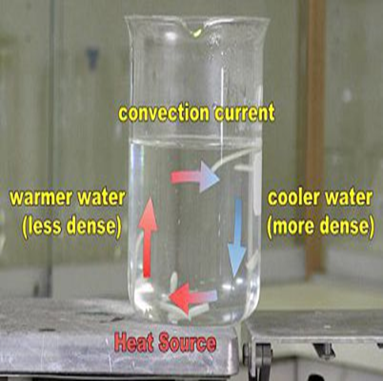 convection current
warmer water
(less dense)
cooler water
(more dense)
Heat Source